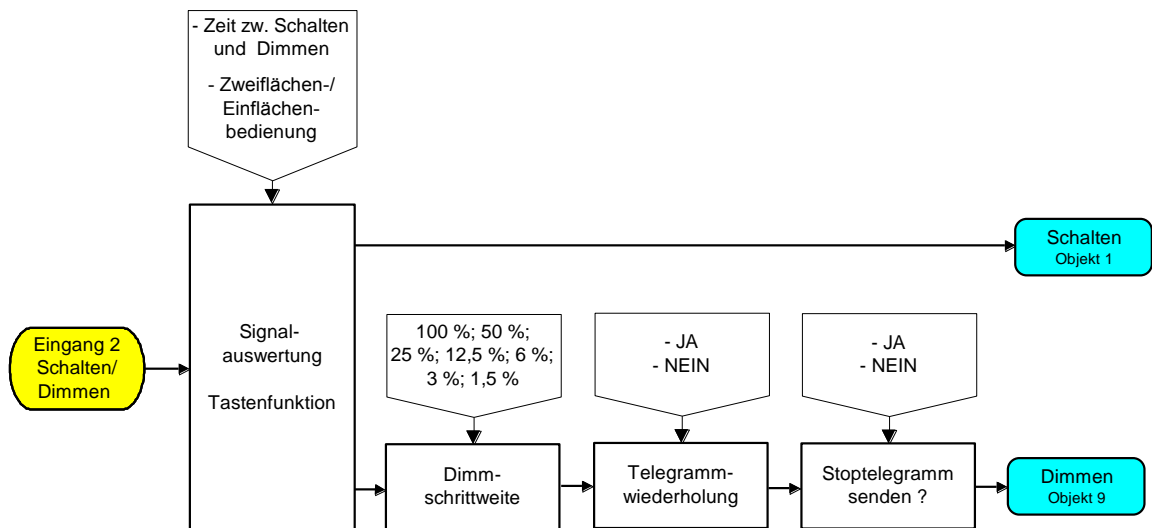 - Zeit zw. Schalten
und Dimmen
- Zweiflächen-/
Einflächen-
bedienung
Schalten
Objekt 1
Eingang 2
Schalten/
Dimmen
Signal-
auswertung
Tastenfunktion
100 %; 50 %;
25 %; 12,5 %; 6 %;
3 %; 1,5 %
- JA
- NEIN
- JA
- NEIN
Dimm-
schrittweite
Telegramm-
wiederholung
Stoptelegramm
senden ?
Dimmen
Objekt 9